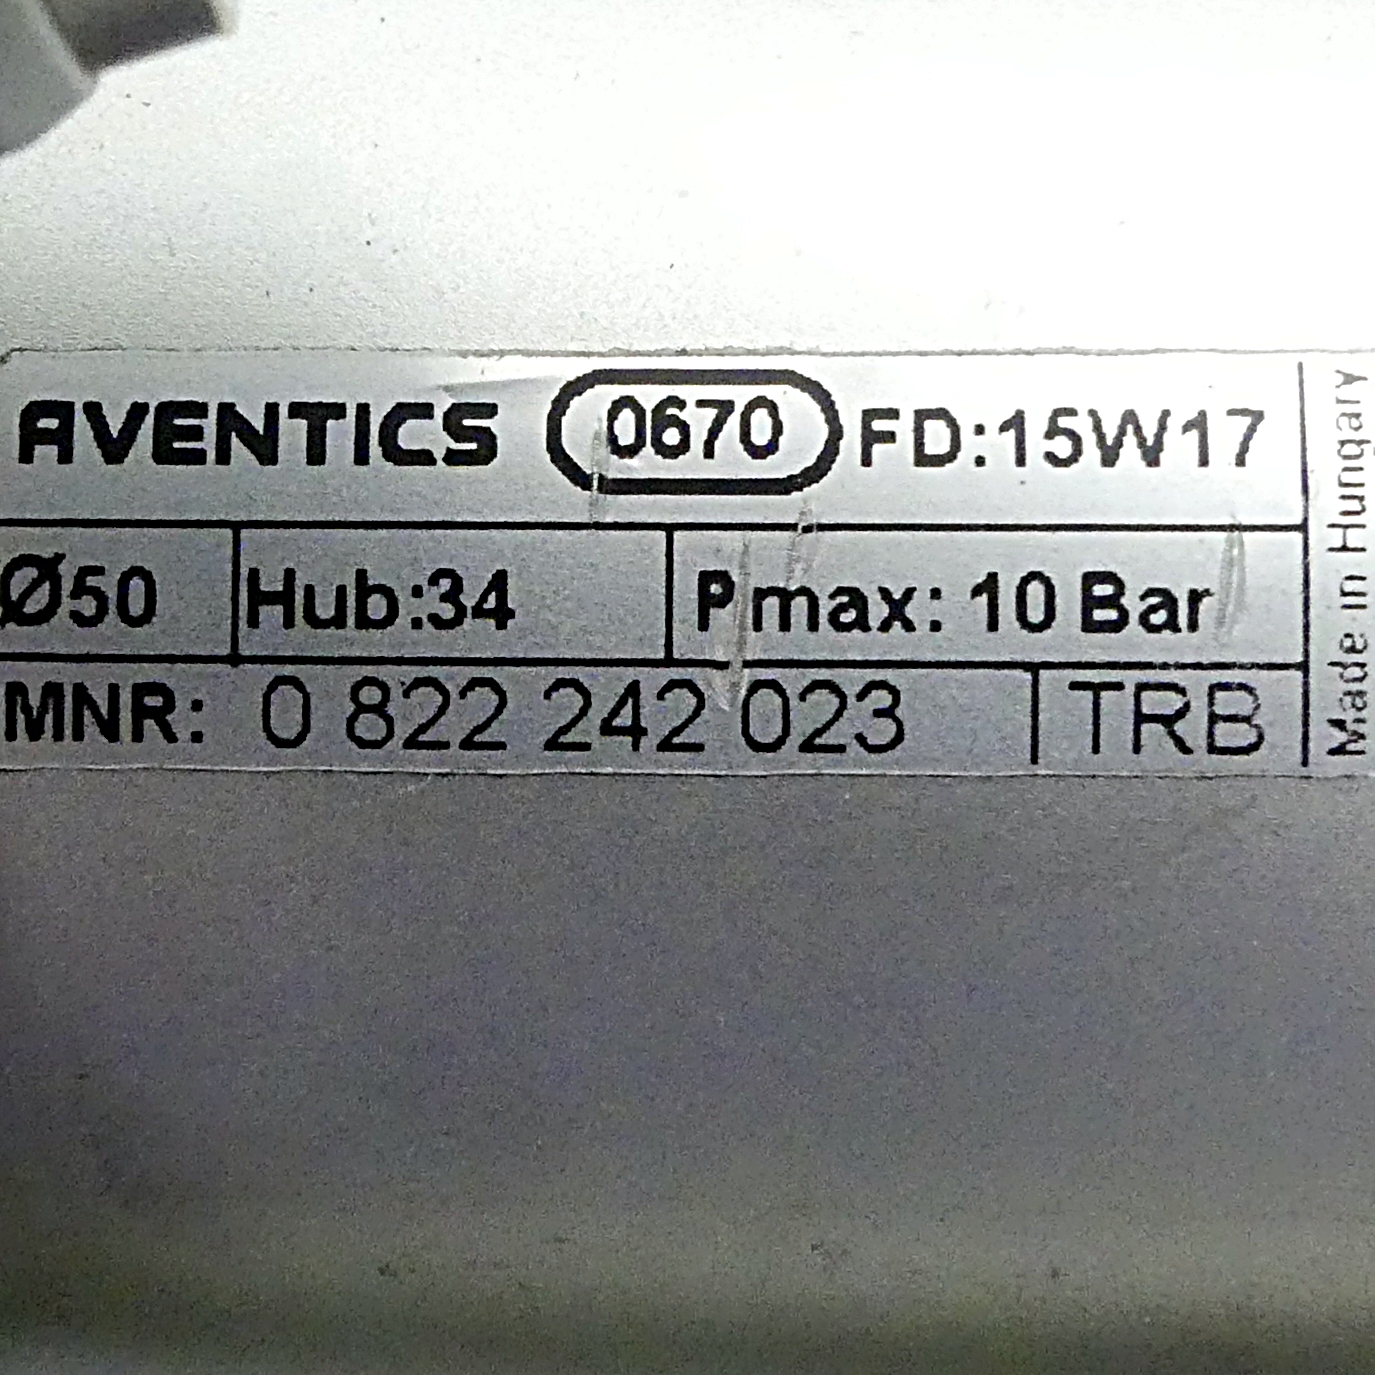 AVENTICS 0670 FD:15W17
Ø50 Hub:34 Pmax: 10 Bar
MNR: 0 822 242 023 TRB
Made in Hungary